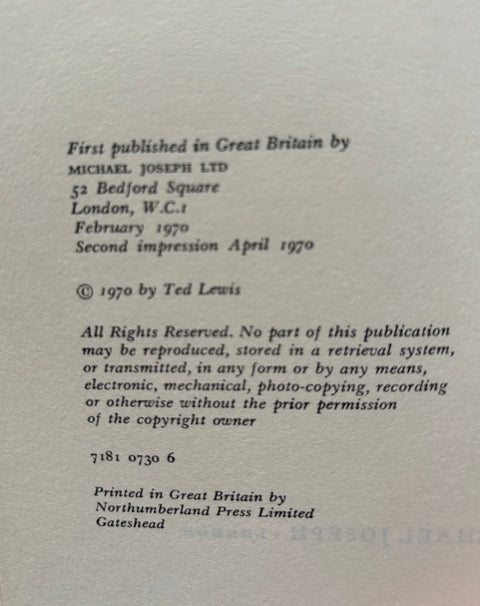 First published in Great Britain by
MICHAEL JOSEPH LTD
52 Bedford Square
London, W.C.1
February 1970
Second impression April 1970
© 1970 by Ted Lewis
All Rights Reserved. No part of this publication
may be reproduced, stored in a retrieval system,
or transmitted, in any form or by any means,
electronic, mechanical, photo-copying, recording
or otherwise without the prior permission
of the copyright owner
7181 0730 6
Printed in Great Britain by
Northumberland Press Limited
Gateshead